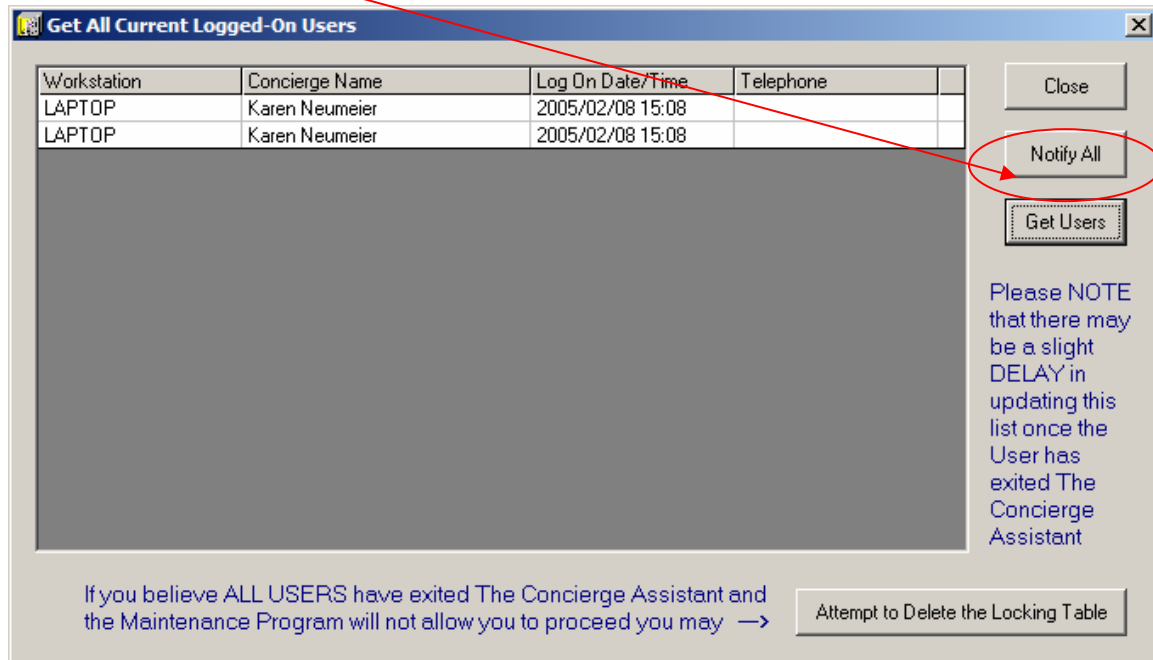 Get All Current Logged-On Users
Workstation Concierge Name Log On Date/Time Telephone
LAPTOP Karen Neumeier 2005/02/08 15:08
LAPTOP Karen Neumeier 2005/02/08 15:08
Close
Notify All
Get Users
Please NOTE
that there may
be a slight
DELAY in
updating this
list once the
User has
exited The
Concierge
Assistant
If you believe ALL USERS have exited The Concierge Assistant and
the Maintenance Program will not allow you to proceed you may —>
Attempt to Delete the Locking Table